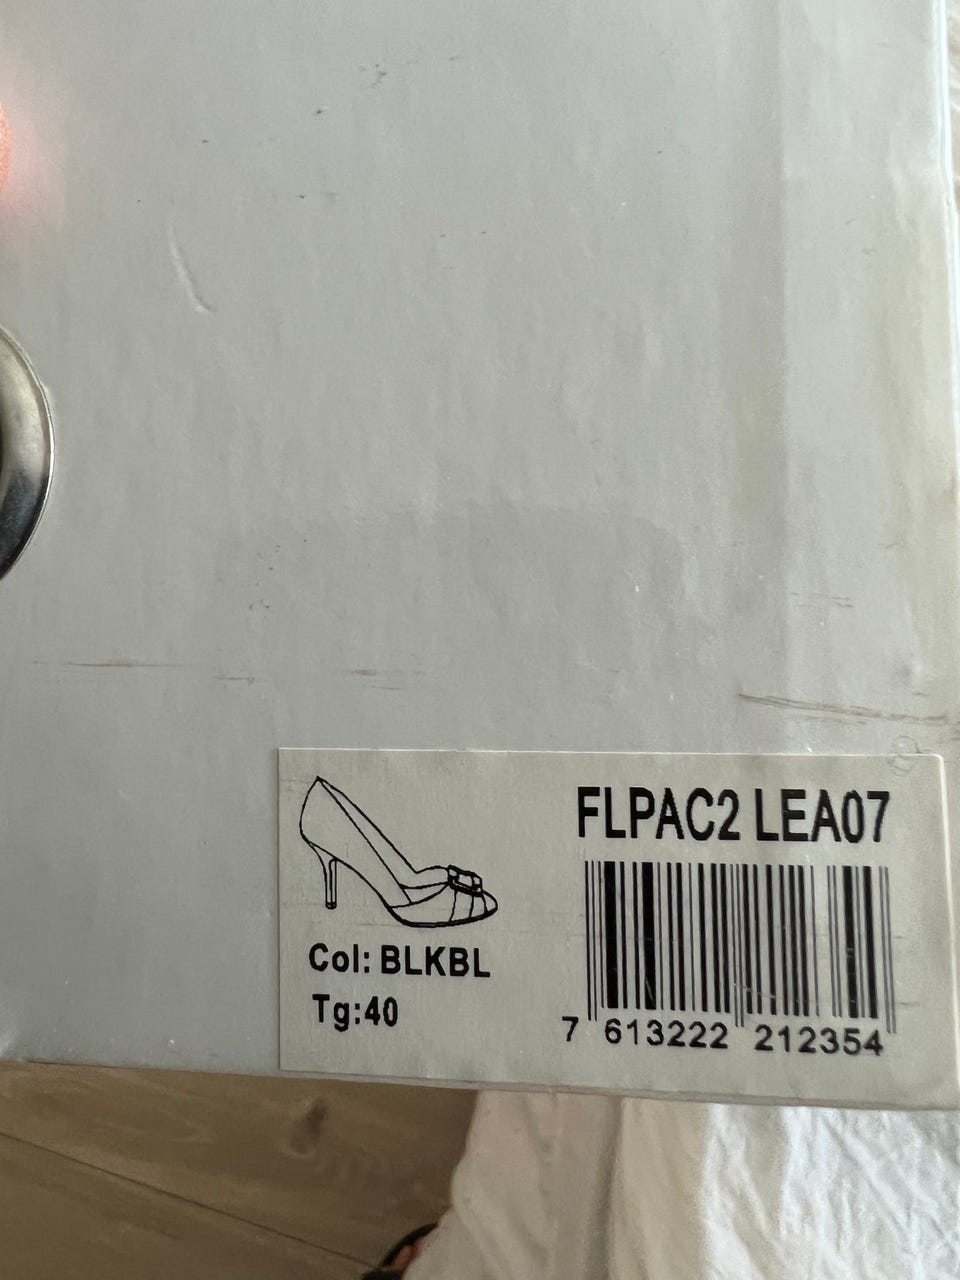 FLPAC2 LEA07
Col: BLKBL
Tg:40
7 613222 212354